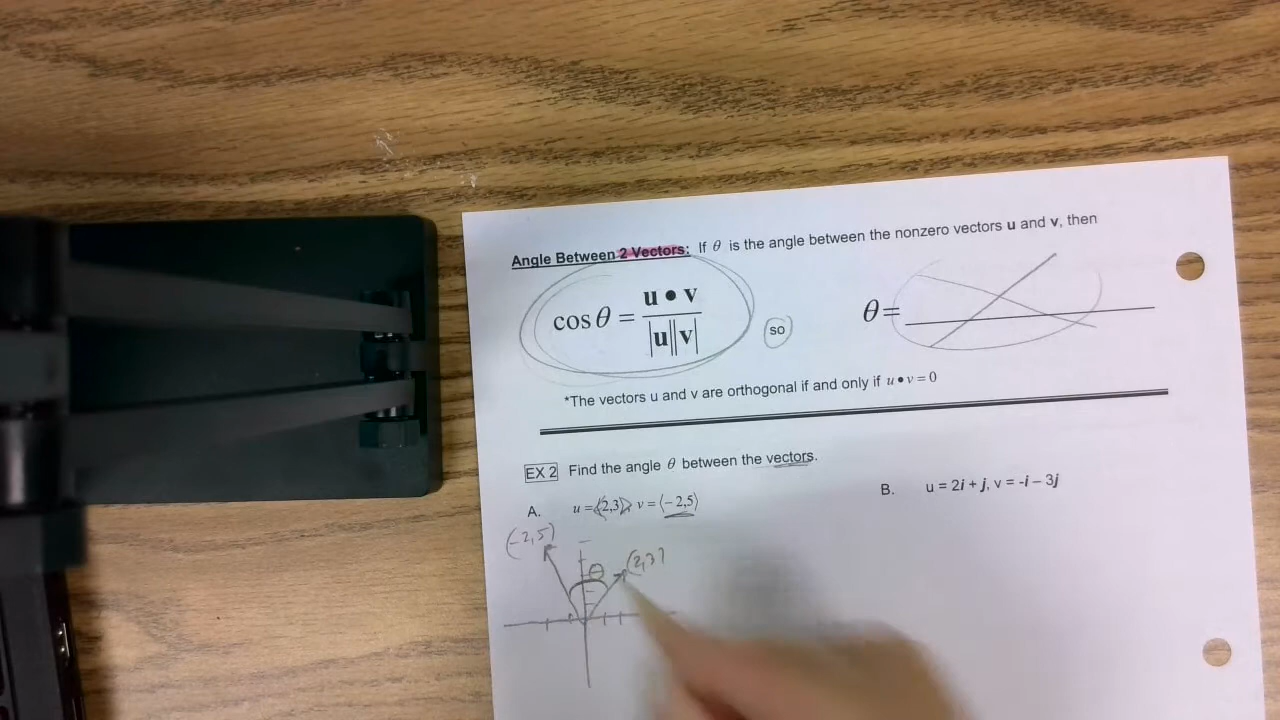 Angle Between 2 Vectors: If θ is the angle between the nonzero vectors u and v, then
cos θ = u • v / |u||v|
so
θ=
*The vectors u and v are orthogonal if and only if u • v = 0
EX 2 Find the angle θ between the vectors.
A. u = ⟨2,3⟩, v = ⟨−2,5⟩
B. u = 2i + j, v = -i – 3j
(-2,5)
θ
(2,3)